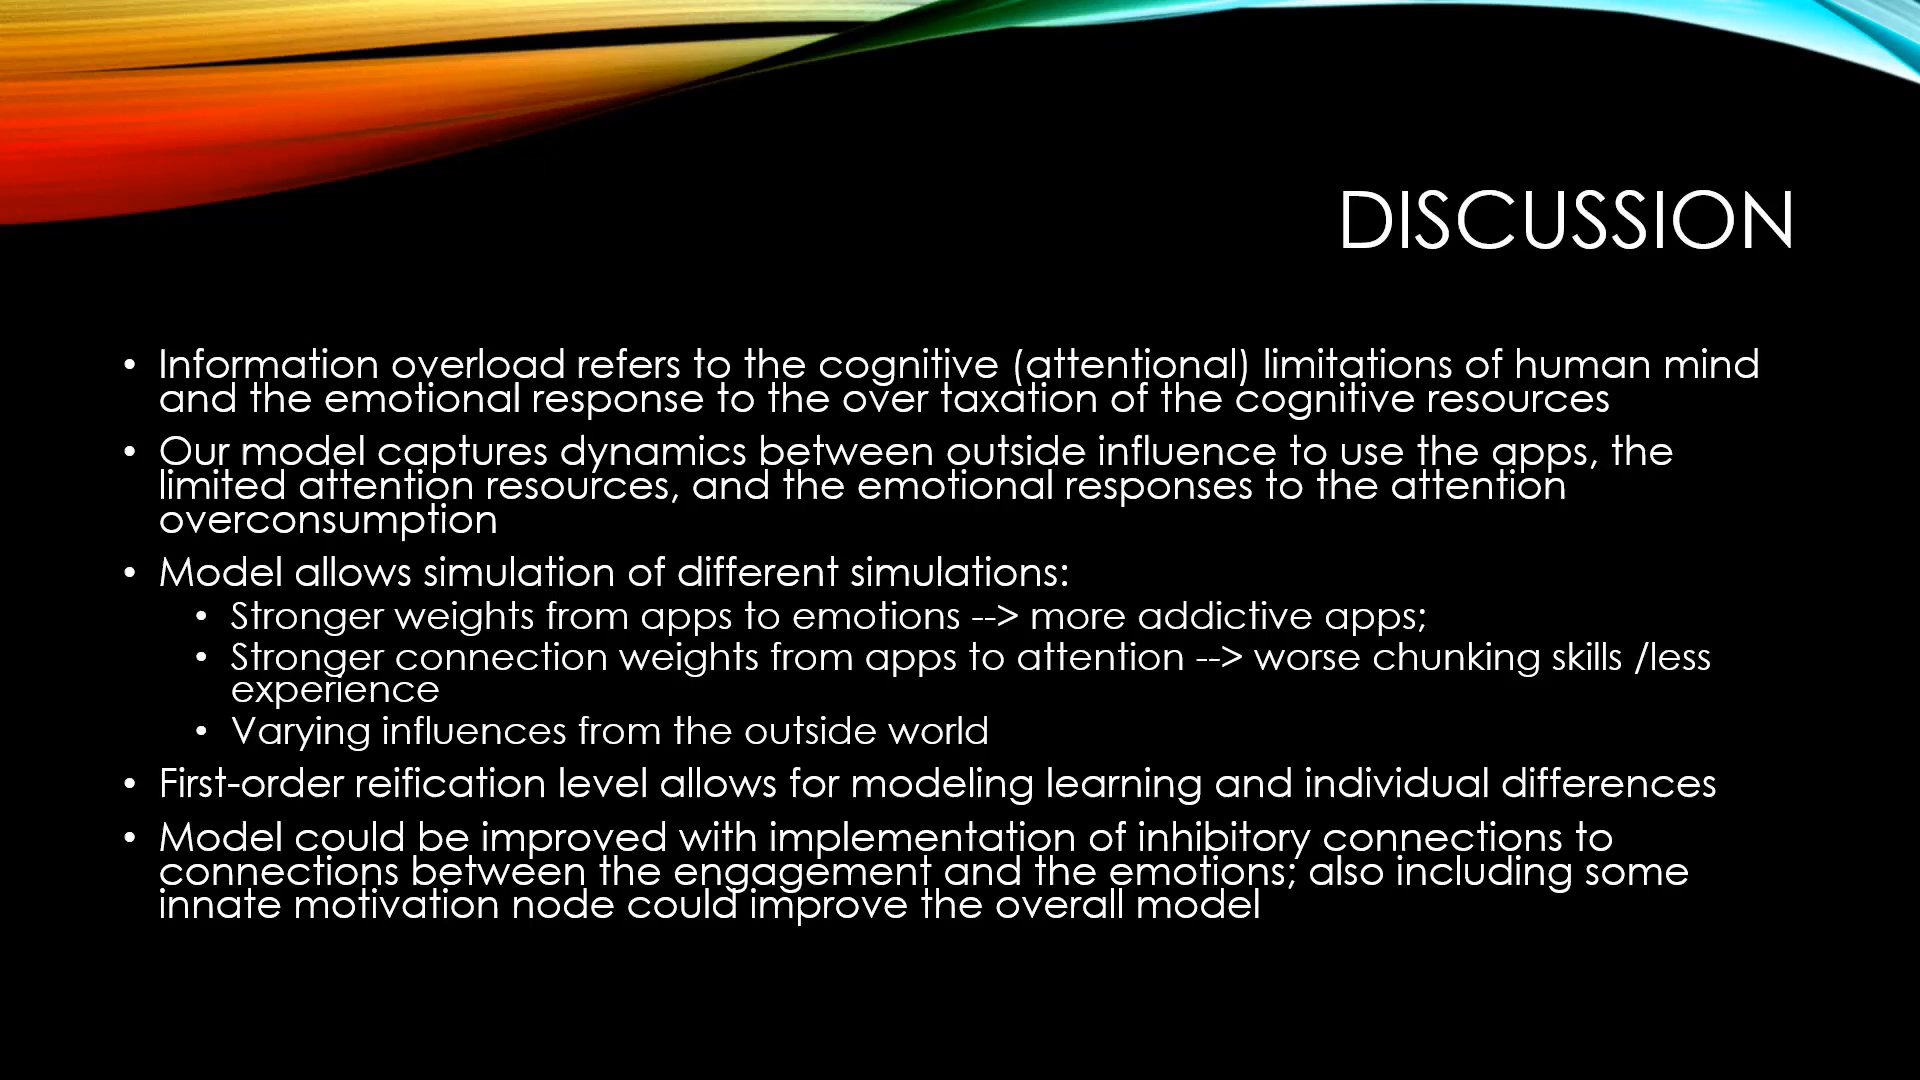 DISCUSSION
• Information overload refers to the cognitive (attentional) limitations of human mind
and the emotional response to the over taxation of the cognitive resources
• Our model captures dynamics between outside influence to use the apps, the
limited attention resources, and the emotional responses to the attention
overconsumption
• Model allows simulation of different simulations:
• Stronger weights from apps to emotions --> more addictive apps;
• Stronger connection weights from apps to attention --> worse chunking skills /less
experience
• Varying influences from the outside world
• First-order reification level allows for modeling learning and individual differences
• Model could be improved with implementation of inhibitory connections to
connections between the engagement and the emotions; also including some
innate motivation node could improve the overall model